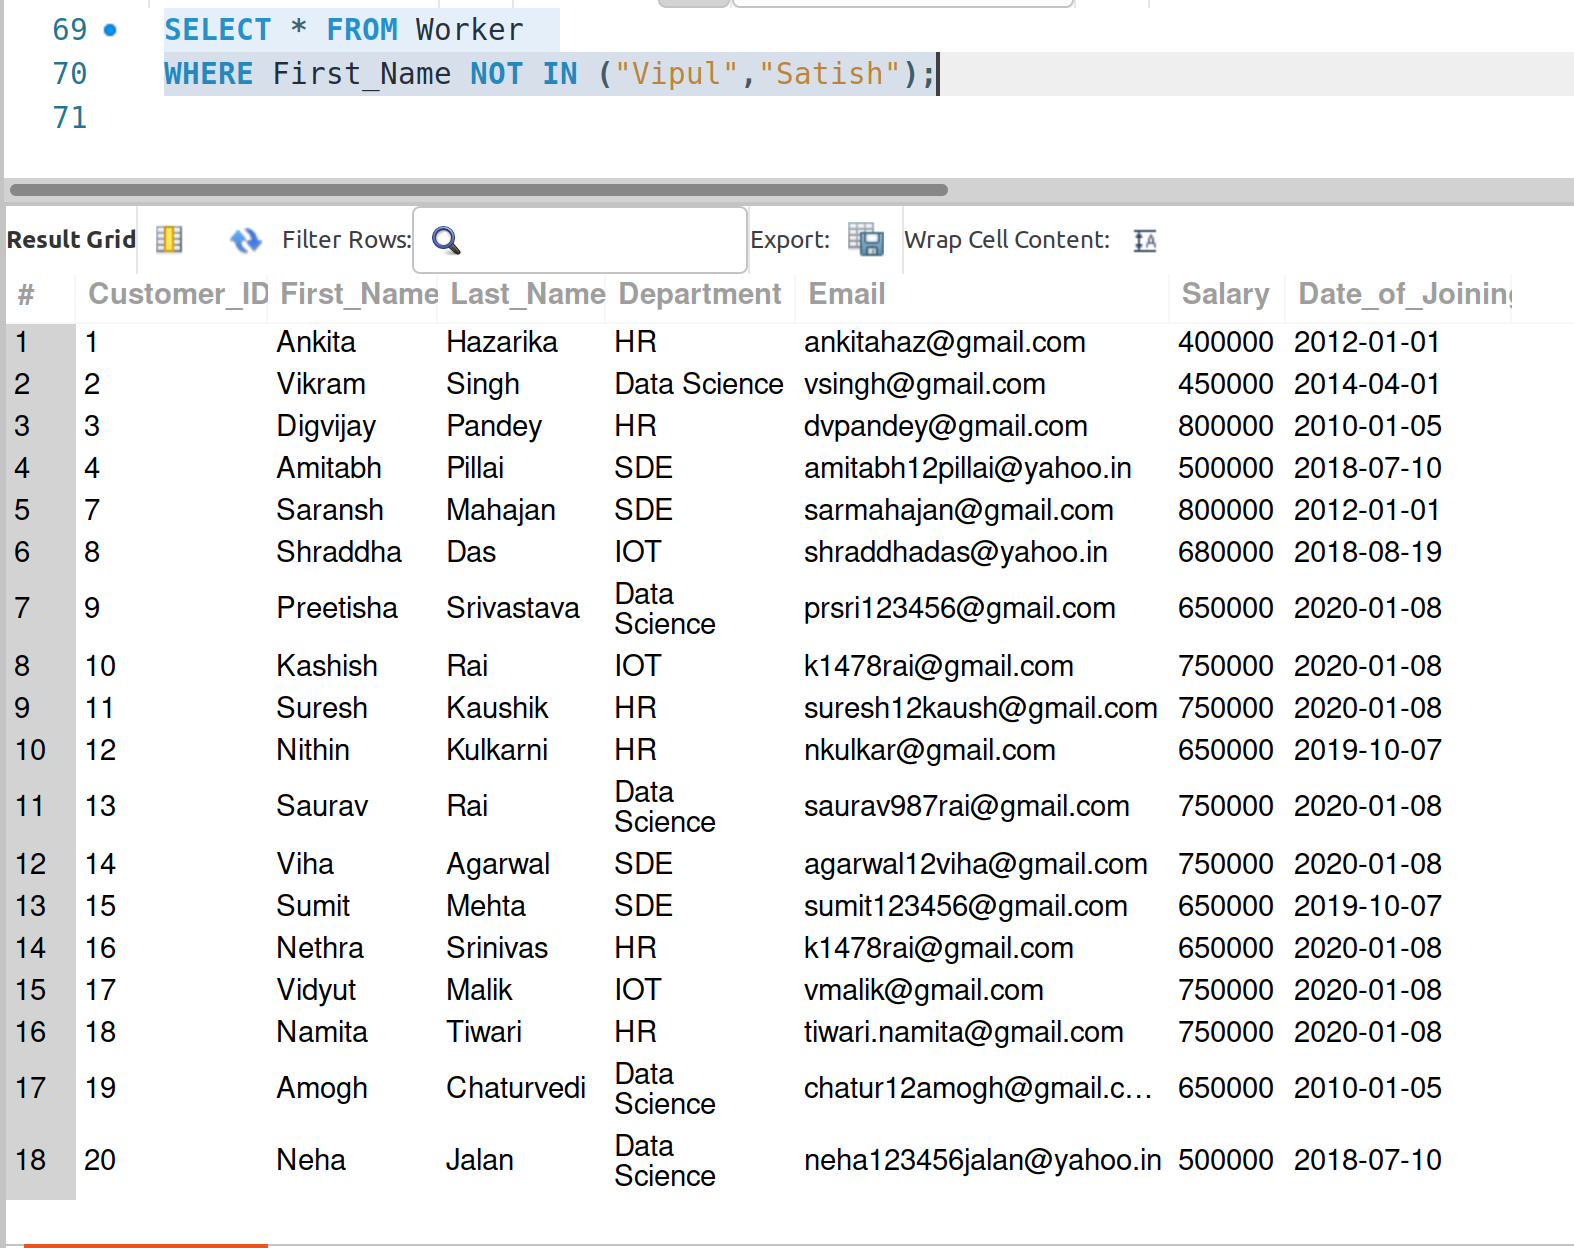 69 SELECT * FROM Worker
70 WHERE First_Name NOT IN ("Vipul","Satish");
71
Result Grid Filter Rows: Export: Wrap Cell Content:
# Customer_ID First_Name Last_Name Department Email Salary Date_of_Joining
1 1 Ankita Hazarika HR ankitahaz@gmail.com 400000 2012-01-01
2 2 Vikram Singh Data Science vsingh@gmail.com 450000 2014-04-01
3 3 Digvijay Pandey HR dvpandey@gmail.com 800000 2010-01-05
4 4 Amitabh Pillai SDE amitabh12pillai@yahoo.in 500000 2018-07-10
5 7 Saransh Mahajan SDE sarmahajan@gmail.com 800000 2012-01-01
6 8 Shraddha Das IOT shraddhadas@yahoo.in 680000 2018-08-19
7 9 Preetisha Srivastava Data Science prsri123456@gmail.com 650000 2020-01-08
8 10 Kashish Rai IOT k1478rai@gmail.com 750000 2020-01-08
9 11 Suresh Kaushik HR suresh12kaush@gmail.com 750000 2020-01-08
10 12 Nithin Kulkarni HR nkulkar@gmail.com 650000 2019-10-07
11 13 Saurav Rai Data Science saurav987rai@gmail.com 750000 2020-01-08
12 14 Viha Agarwal SDE agarwal12viha@gmail.com 750000 2020-01-08
13 15 Sumit Mehta SDE sumit123456@gmail.com 650000 2019-10-07
14 16 Nethra Srinivas HR k1478rai@gmail.com 650000 2020-01-08
15 17 Vidyut Malik IOT vmalik@gmail.com 750000 2020-01-08
16 18 Namita Tiwari HR tiwari.namita@gmail.com 750000 2020-01-08
17 19 Amogh Chaturvedi Data Science chatur12amogh@gmail.c... 650000 2010-01-05
18 20 Neha Jalan Data Science neha123456jalan@yahoo.in 500000 2018-07-10